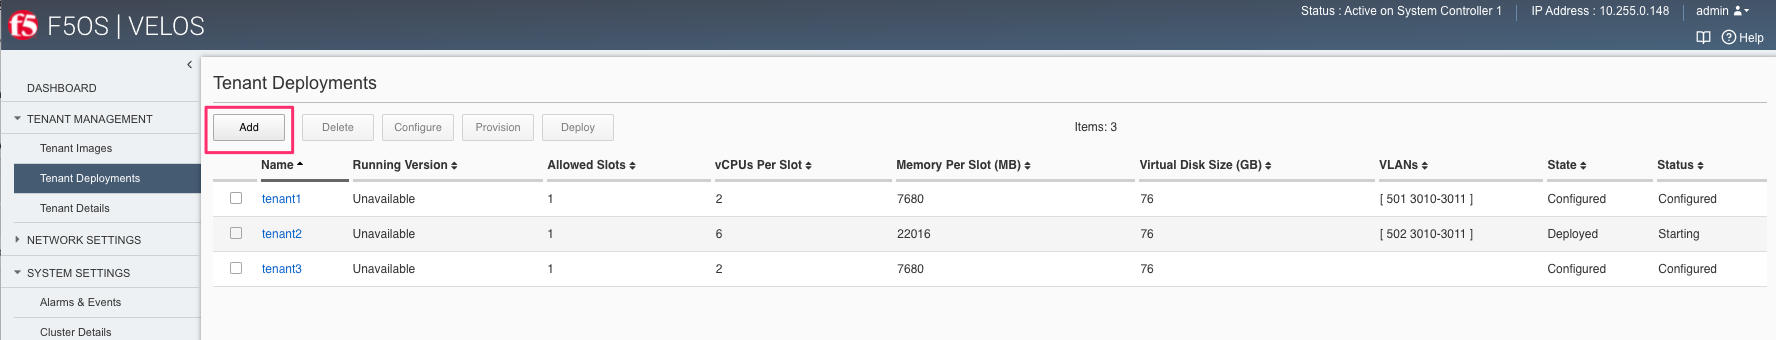 f5 F5OS | VELOS
Status : Active on System Controller 1 IP Address : 10.255.0.148 admin
Help
DASHBOARD
TENANT MANAGEMENT
Tenant Images
Tenant Deployments
Tenant Details
NETWORK SETTINGS
SYSTEM SETTINGS
Alarms & Events
Cluster Details
Tenant Deployments
Add Delete Configure Provision Deploy Items: 3
Name Running Version Allowed Slots vCPUs Per Slot Memory Per Slot (MB) Virtual Disk Size (GB) VLANs State Status
tenant1 Unavailable 1 2 7680 76 [ 501 3010-3011 ] Configured Configured
tenant2 Unavailable 1 6 22016 76 [ 502 3010-3011 ] Deployed Starting
tenant3 Unavailable 1 2 7680 76 Configured Configured